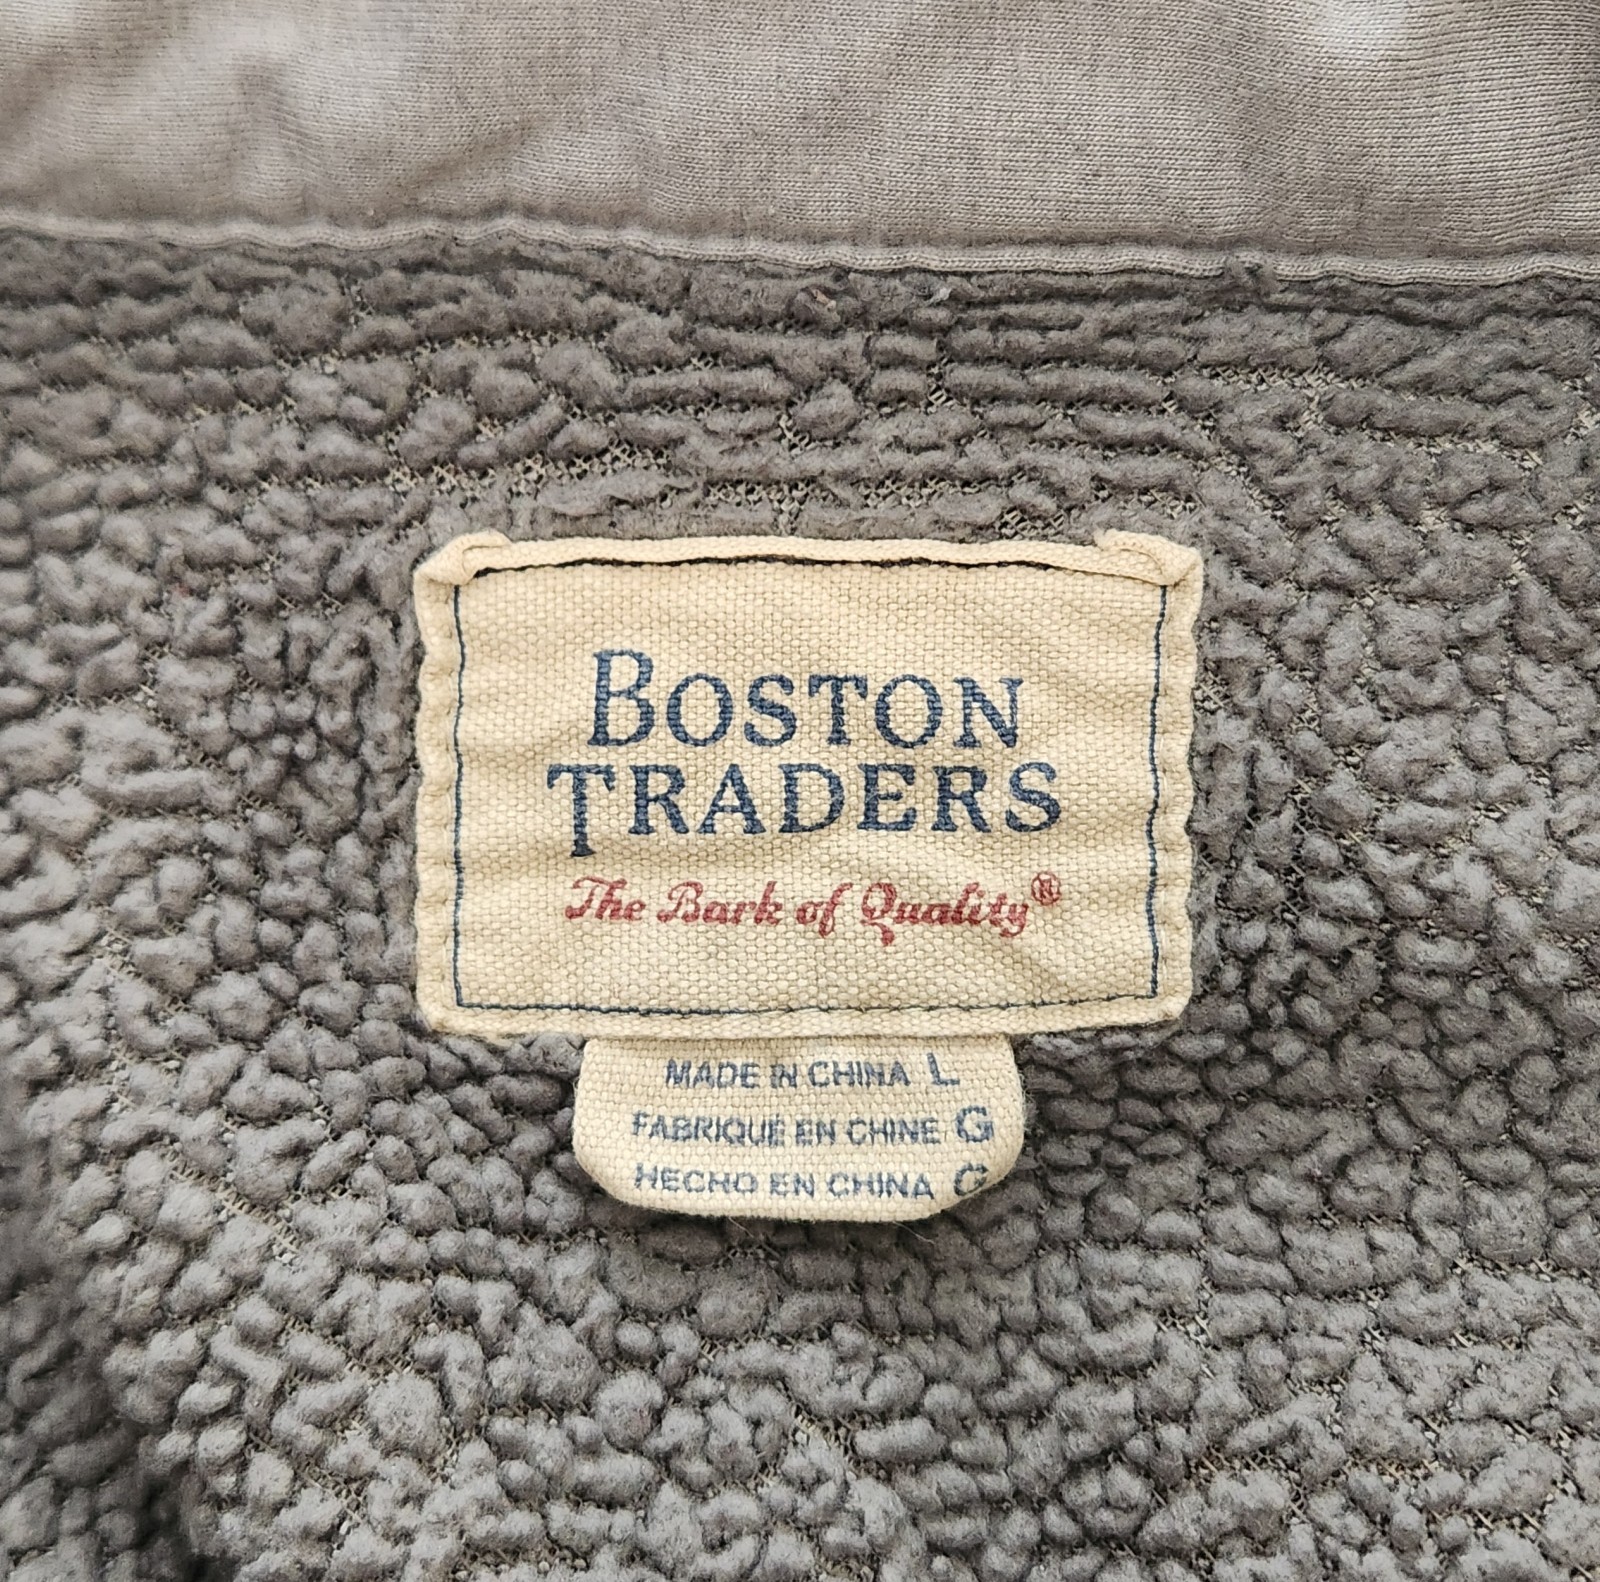 BOSTON
TRADERS
The Bark of Quality®
MADE IN CHINA L
FABRIQUÉ EN CHINE G
HECHO EN CHINA G